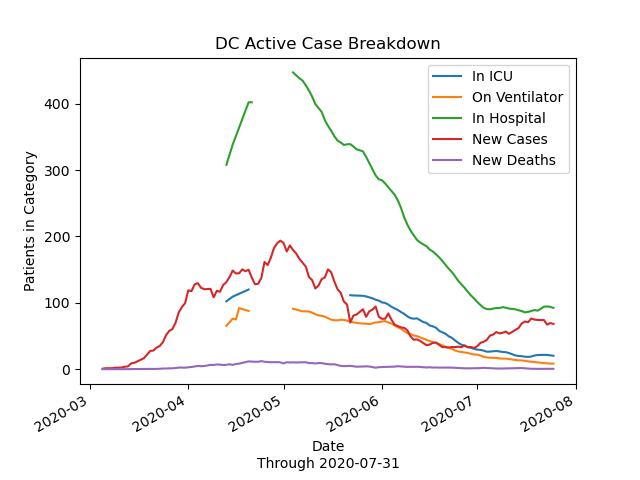 DC Active Case Breakdown
In ICU
On Ventilator
In Hospital
New Cases
New Deaths
Patients in Category
400
300
200
100
0
2020-03
2020-04
2020-05
2020-06
2020-07
2020-08
Date
Through 2020-07-31